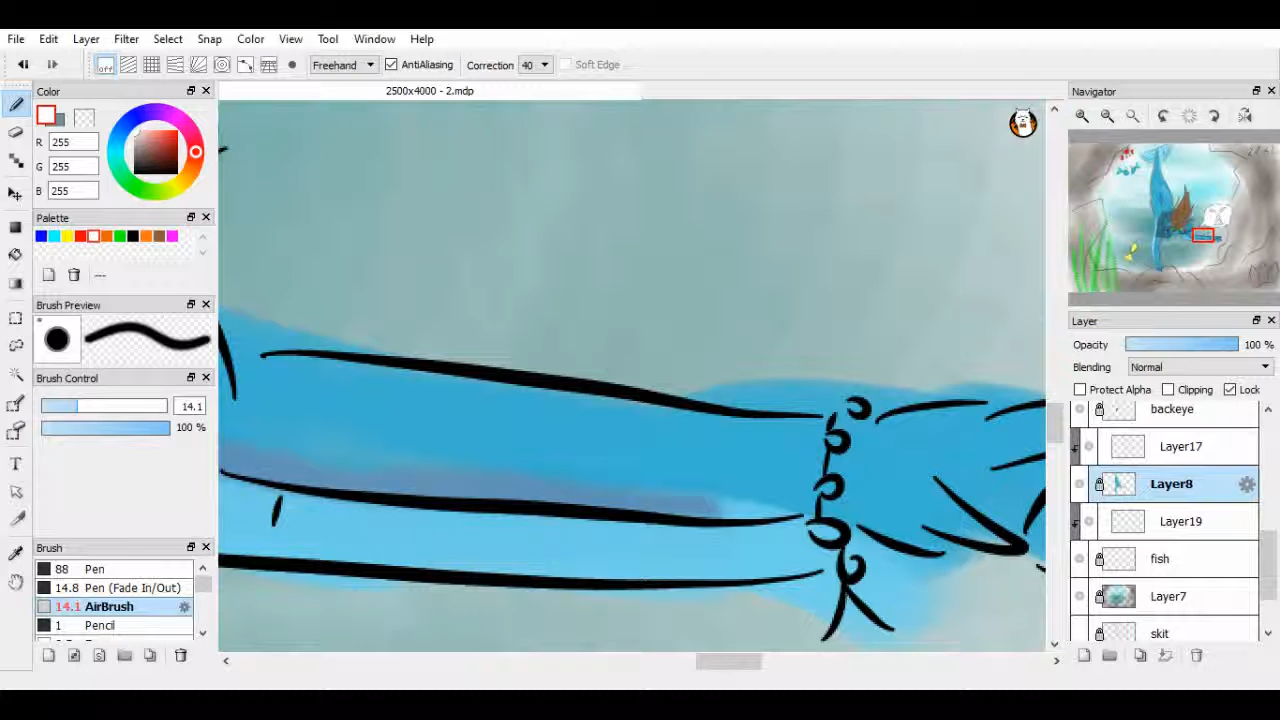 File Edit Layer Filter Select Snap Color View Tool Window Help
off Freehand AntiAliasing Correction 40 Soft Edge
Color
2500x4000 - 2.mdp
Navigator
R 255
G 255
B 255
Palette
---
Brush Preview
Layer
Opacity 100 %
Blending Normal
Brush Control
Protect Alpha Clipping Lock
14.1
backeye
100 %
Layer17
Layer8
Layer19
Brush
fish
88 Pen
14.8 Pen (Fade In/Out)
Layer7
14.1 AirBrush
1 Pencil
skit